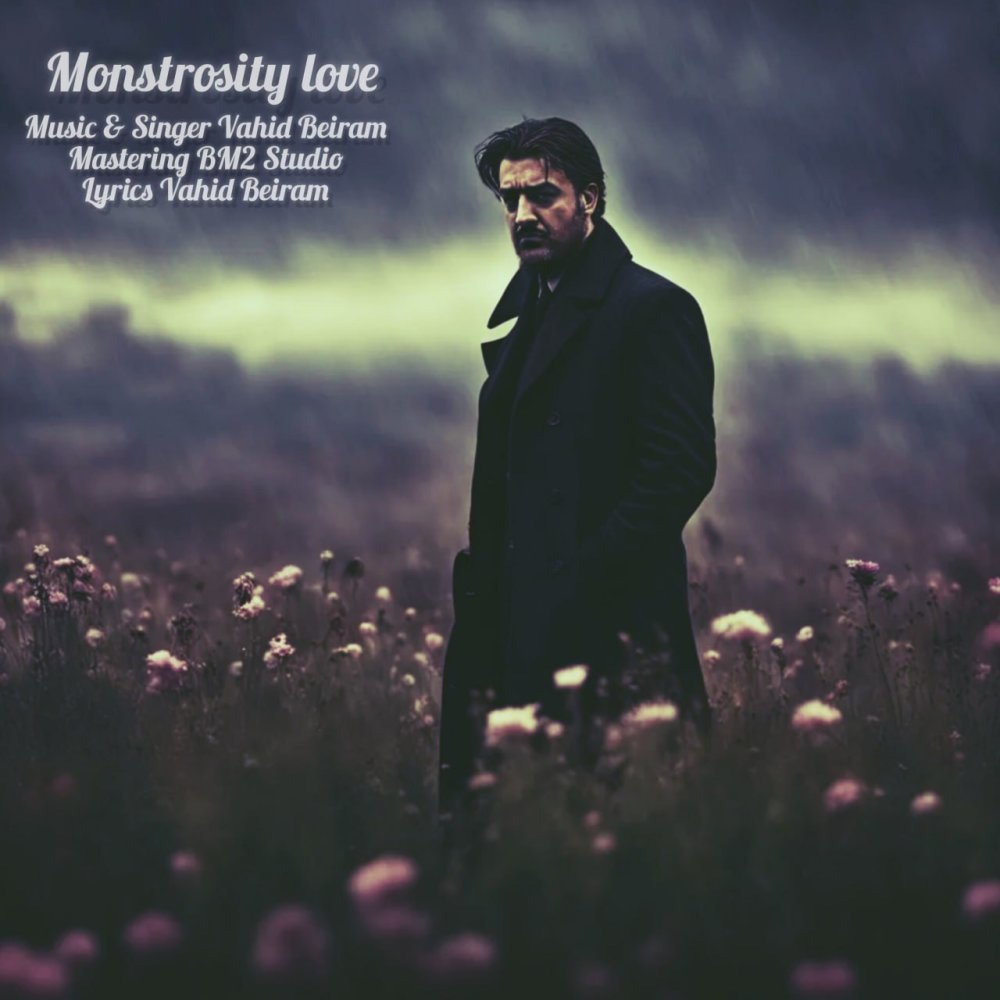 Monstrosity love
Music & Singer Vahid Beiram
Mastering BM2 Studio
Lyrics Vahid Beiram